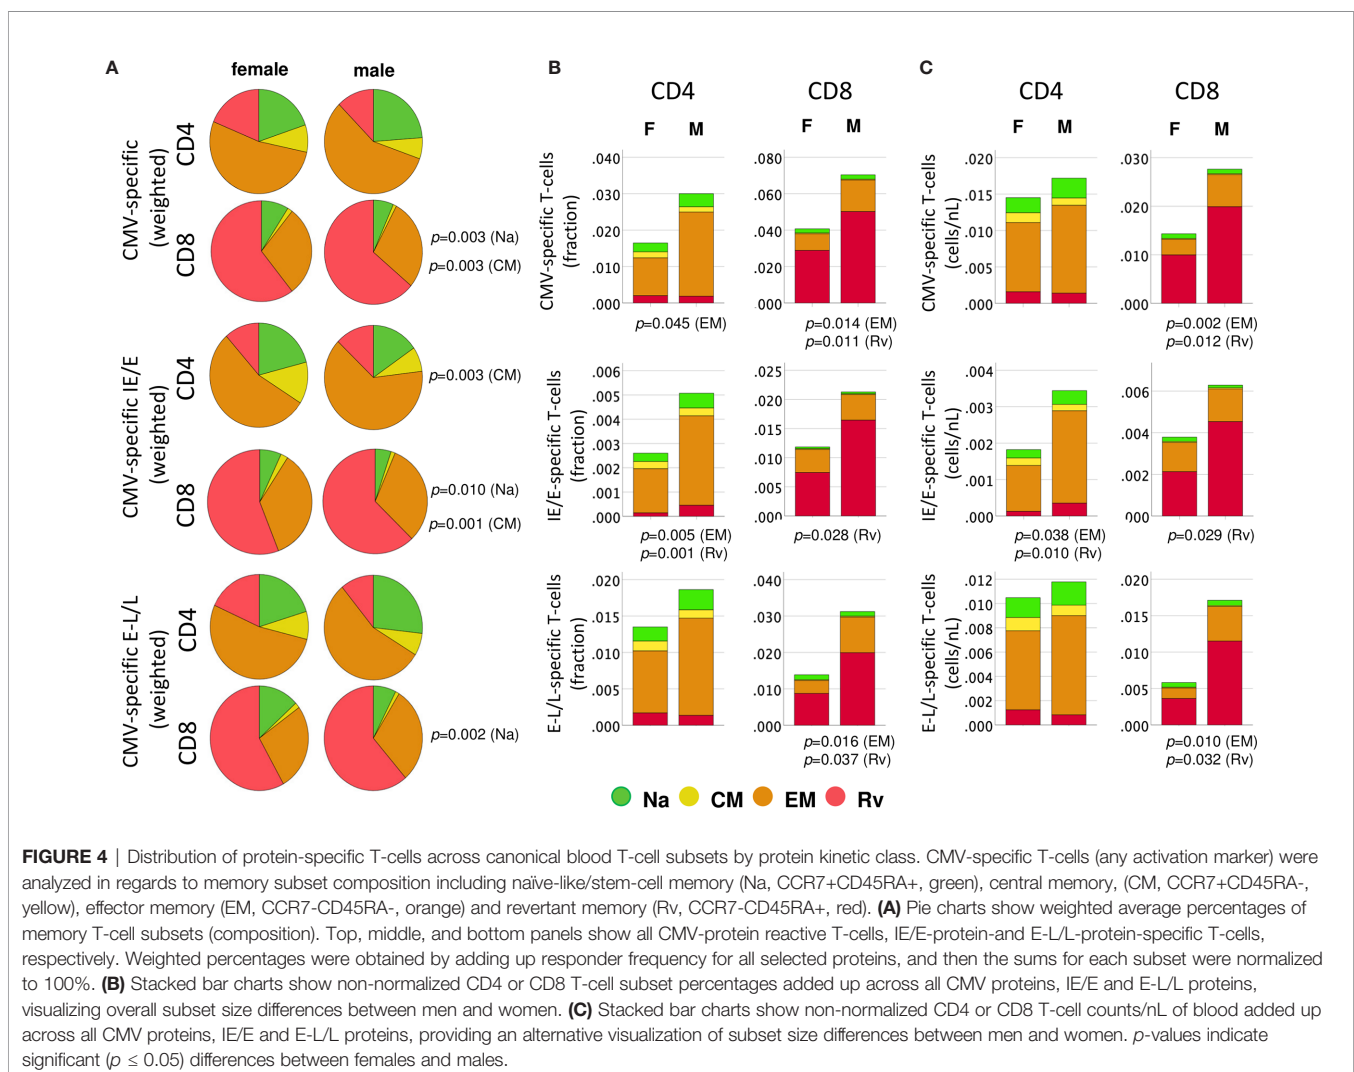 A
female
male
CMV-specific
(weighted)
CD4
CD8
p=0.003 (Na)
p=0.003 (CM)
CMV-specific IE/E
(weighted)
CD4
p=0.003 (CM)
CD8
p=0.010 (Na)
p=0.001 (CM)
CMV-specific E-L/L
(weighted)
CD4
CD8
p=0.002 (Na)
B
CD4
CD8
F
M
F
M
CMV-specific T-cells
(fraction)
.040
.030
.020
.010
.000
p=0.045 (EM)
.080
.060
.040
.020
.000
p=0.014 (EM)
p=0.011 (Rv)
IE/E-specific T-cells
(fraction)
.006
.005
.004
.003
.002
.001
.000
p=0.005 (EM)
p=0.001 (Rv)
.025
.020
.015
.010
.005
.000
p=0.028 (Rv)
E-L/L-specific T-cells
(fraction)
.020
.015
.010
.005
.000
.040
.030
.020
.010
.000
p=0.016 (EM)
p=0.037 (Rv)
C
CD4
CD8
F
M
F
M
CMV-specific T-cells
(cells/nL)
.020
.015
.010
.005
.000
.030
.020
.010
.000
p=0.002 (EM)
p=0.012 (Rv)
IE/E-specific T-cells
(cells/nL)
.004
.003
.002
.001
.000
p=0.038 (EM)
p=0.010 (Rv)
.006
.004
.002
.000
p=0.029 (Rv)
E-L/L-specific T-cells
(cells/nL)
.012
.010
.008
.006
.004
.002
.000
.020
.015
.010
.005
.000
p=0.010 (EM)
p=0.032 (Rv)
Na CM EM Rv
FIGURE 4 | Distribution of protein-specific T-cells across canonical blood T-cell subsets by protein kinetic class. CMV-specific T-cells (any activation marker) were
analyzed in regards to memory subset composition including naïve-like/stem-cell memory (Na, CCR7+CD45RA+, green), central memory, (CM, CCR7+CD45RA-,
yellow), effector memory (EM, CCR7-CD45RA-, orange) and revertant memory (Rv, CCR7-CD45RA+, red). (A) Pie charts show weighted average percentages of
memory T-cell subsets (composition). Top, middle, and bottom panels show all CMV-protein reactive T-cells, IE/E-protein-and E-L/L-protein-specific T-cells,
respectively. Weighted percentages were obtained by adding up responder frequency for all selected proteins, and then the sums for each subset were normalized
to 100%. (B) Stacked bar charts show non-normalized CD4 or CD8 T-cell subset percentages added up across all CMV proteins, IE/E and E-L/L proteins,
visualizing overall subset size differences between men and women. (C) Stacked bar charts show non-normalized CD4 or CD8 T-cell counts/nL of blood added up
across all CMV proteins, IE/E and E-L/L proteins, providing an alternative visualization of subset size differences between men and women. p-values indicate
significant (p ≤ 0.05) differences between females and males.